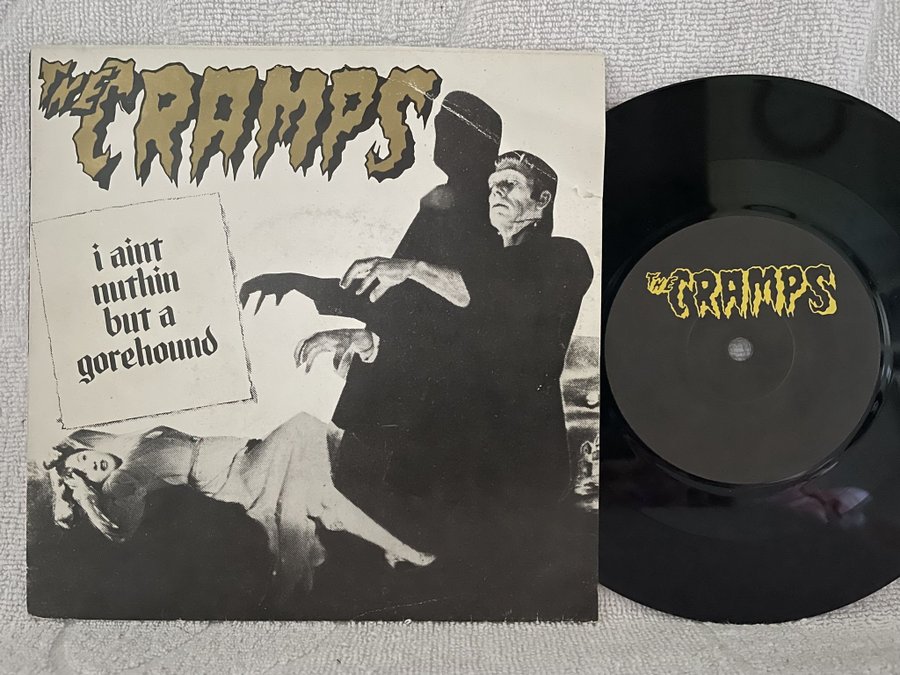 THE CRAMPS
i aint
nuthin
but a
gorehound
THE CRAMPS